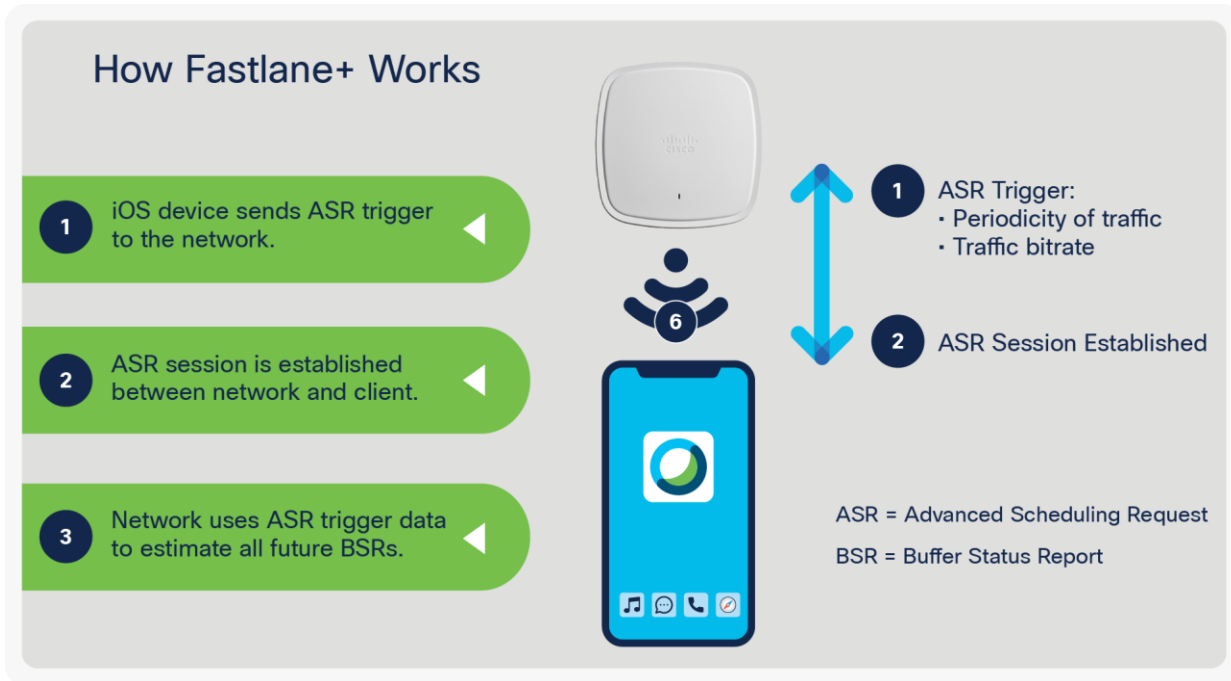 How Fastlane+ Works
1
iOS device sends ASR trigger
to the network.
2
ASR session is established
between network and client.
3
Network uses ASR trigger data
to estimate all future BSRs.
cisco
6
1
ASR Trigger:
• Periodicity of traffic
• Traffic bitrate
2
ASR Session Established
ASR = Advanced Scheduling Request
BSR = Buffer Status Report